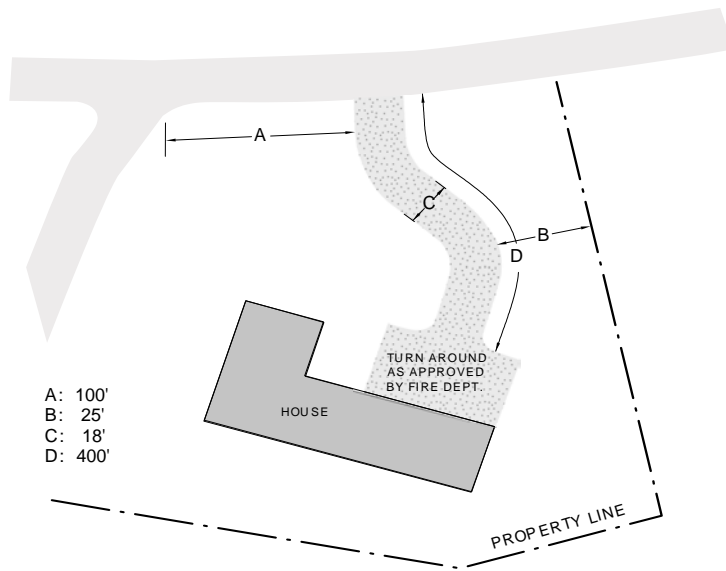 A
C
B
D
TURN AROUND
AS APPROVED
BY FIRE DEPT.
HOUSE
A: 100'
B: 25'
C: 18'
D: 400'
PROPERTY LINE